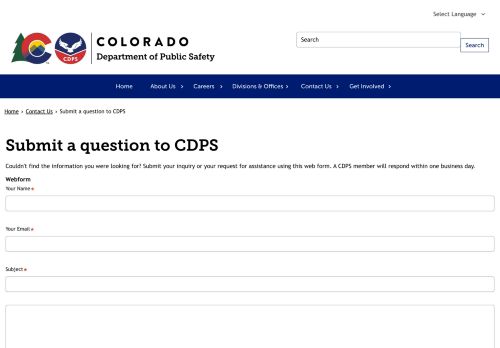 Select Language
COLORADO
Department of Public Safety
CDPS
Search
Search
Home About Us Careers Divisions & Offices Contact Us Get Involved
Home › Contact Us › Submit a question to CDPS
Submit a question to CDPS
Couldn't find the information you were looking for? Submit your inquiry or your request for assistance using this web form. A CDPS member will respond within one business day.
Webform
Your Name
Your Email
Subject